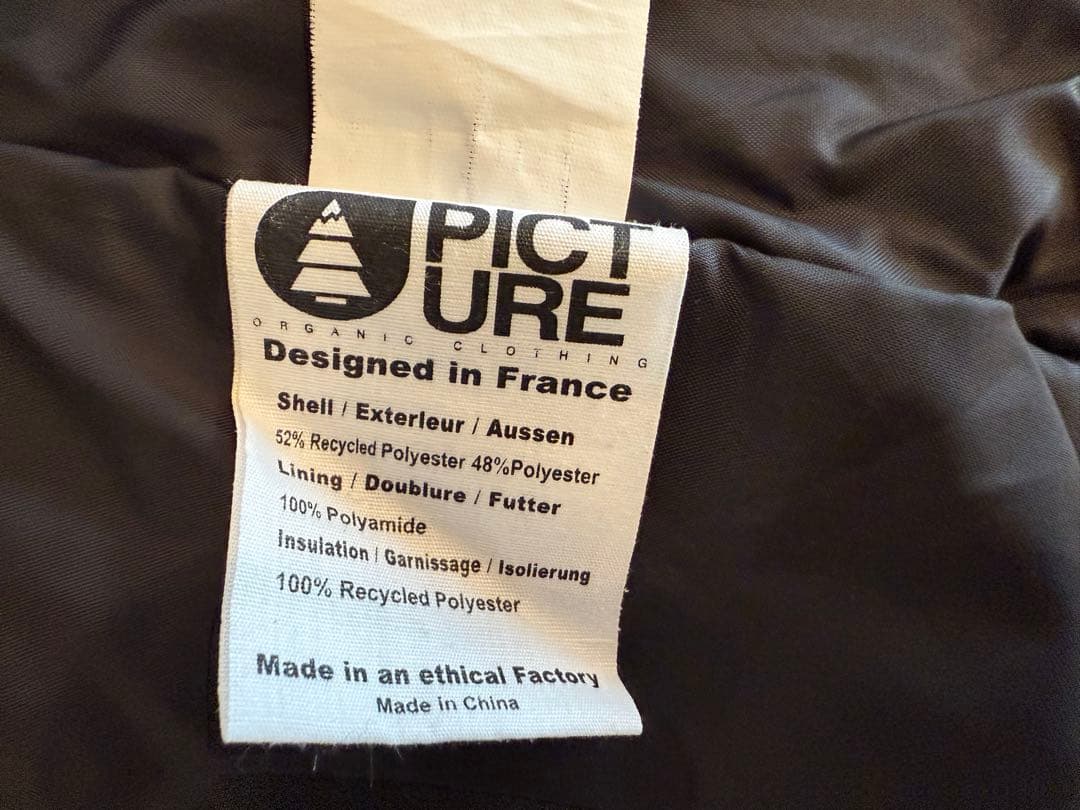 PICT
URE
ORGANIC CLOTHING
Designed in France
Shell / Exterieur / Aussen
52% Recycled Polyester 48%Polyester
Lining / Doublure / Futter
100% Polyamide
Insulation / Garnissage / Isolierung
100% Recycled Polyester
Made in an ethical Factory
Made in China